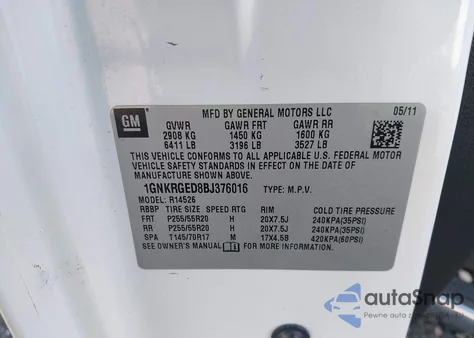 GM
MFD BY GENERAL MOTORS LLC 05/11
GVWR GAWR FRT GAWR RR
2908 KG 1450 KG 1600 KG
6411 LB 3196 LB 3527 LB
THIS VEHICLE CONFORMS TO ALL APPLICABLE U.S. FEDERAL MOTOR
VEHICLE SAFETY STANDARDS IN EFFECT ON THE DATE OF
MANUFACTURE SHOWN ABOVE.
1GNKRGED8BJ376016 TYPE: M.P.V.
MODEL: R14526
RBBP TIRE SIZE SPEED RTG RIM COLD TIRE PRESSURE
FRT P255/55R20 H 20X7.5J 240KPA(35PSI)
RR P255/55R20 H 20X7.5J 240KPA(35PSI)
SPA T145/70R17 M 17X4.5B 420KPA(60PSI)
SEE OWNER'S MANUAL FOR MORE INFORMATION.
autoSnap
Pewne auta z